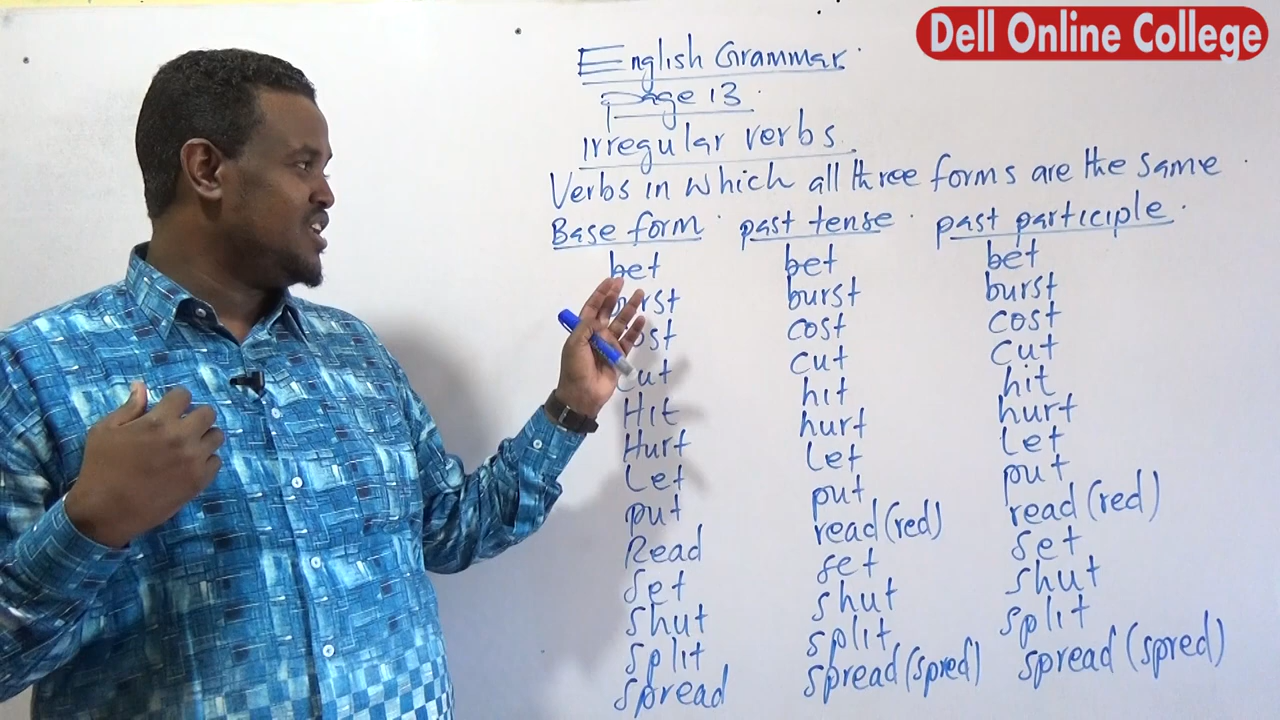 Dell Online College
English Grammar.
page 13.
Irregular verbs.
Verbs in which all three forms are the same.
Base form. past tense. past participle.
bet bet bet
burst burst burst
cost cost cost
cut cut cut
Hit hit hit
Hurt hurt hurt
Let Let Let
put put put
Read read (red) read (red)
Set set set
Shut shut shut
Split split split
Spread spread (spred) spread (spred)